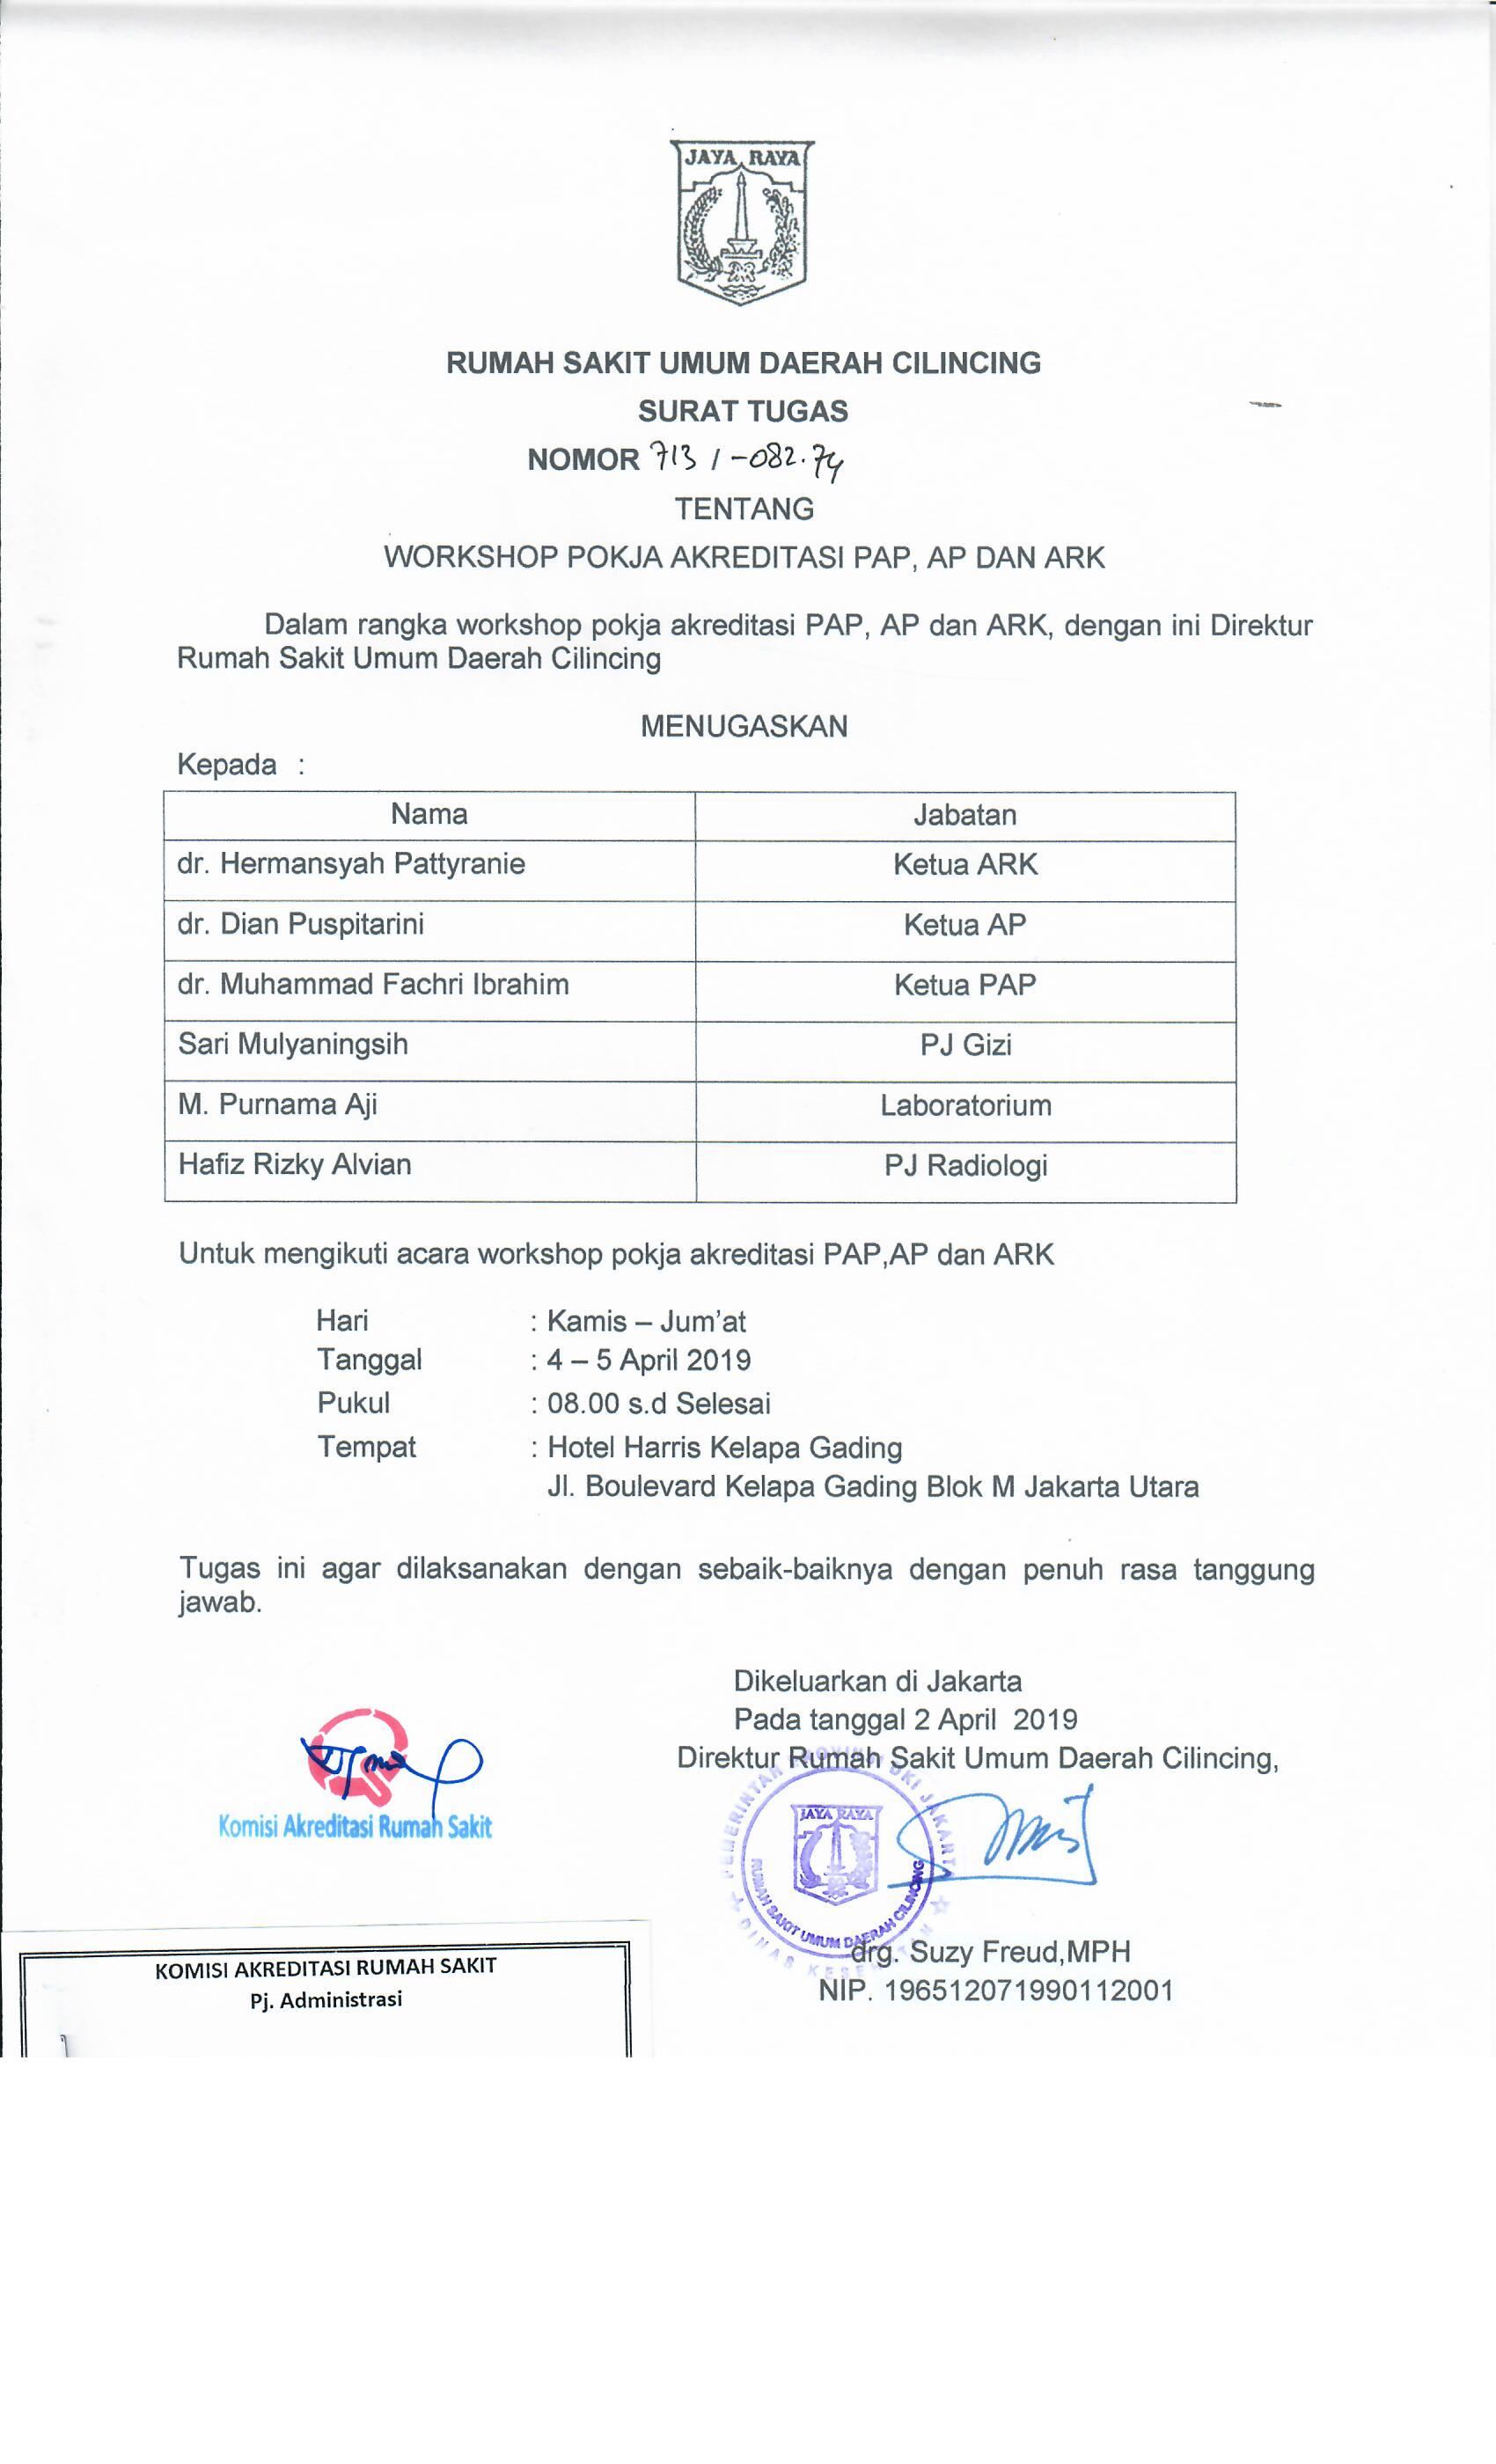 JAYA RAYA
RUMAH SAKIT UMUM DAERAH CILINCING
SURAT TUGAS
NOMOR 713 / -082.74
TENTANG
WORKSHOP POKJA AKREDITASI PAP, AP DAN ARK
Dalam rangka workshop pokja akreditasi PAP, AP dan ARK, dengan ini Direktur
Rumah Sakit Umum Daerah Cilincing
MENUGASKAN
Kepada :
Nama Jabatan
dr. Hermansyah Pattyranie Ketua ARK
dr. Dian Puspitarini Ketua AP
dr. Muhammad Fachri Ibrahim Ketua PAP
Sari Mulyaningsih PJ Gizi
M. Purnama Aji Laboratorium
Hafiz Rizky Alvian PJ Radiologi
Untuk mengikuti acara workshop pokja akreditasi PAP,AP dan ARK
Hari : Kamis – Jum'at
Tanggal : 4 – 5 April 2019
Pukul : 08.00 s.d Selesai
Tempat : Hotel Harris Kelapa Gading
Jl. Boulevard Kelapa Gading Blok M Jakarta Utara
Tugas ini agar dilaksanakan dengan sebaik-baiknya dengan penuh rasa tanggung
jawab.
Dikeluarkan di Jakarta
Pada tanggal 2 April 2019
Direktur Rumah Sakit Umum Daerah Cilincing,
PEMERINTAH PROVINSI DKI JAKARTA
JAYA RAYA
RUMAH SAKIT UMUM DAERAH CILINCING
DINAS KESEHATAN
Komisi Akreditasi Rumah Sakit
drg. Suzy Freud,MPH
NIP. 196512071990112001
KOMISI AKREDITASI RUMAH SAKIT
Pj. Administrasi